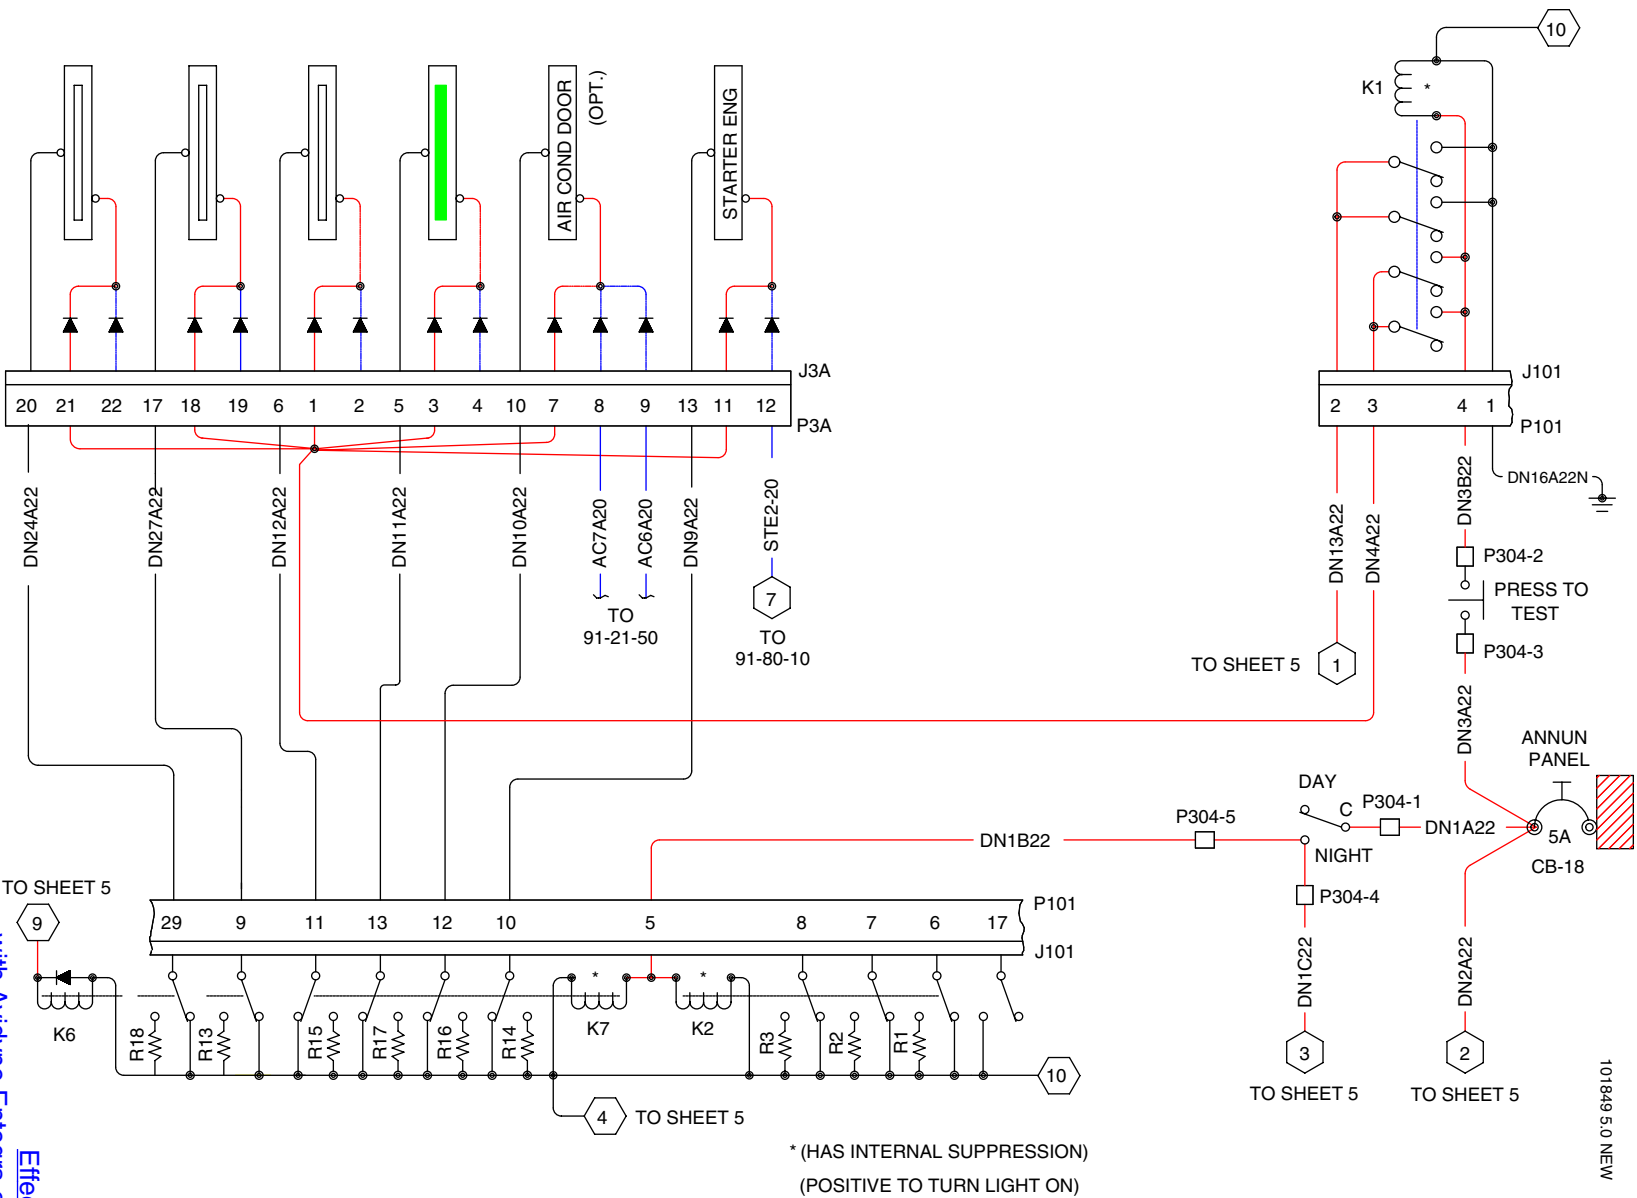 10
K1
*
AIR COND DOOR
(OPT.)
STARTER ENG
J3A
20 21 22 17 18 19 6 1 2 5 3 4 10 7 8 9 13 11 12
P3A
J101
2 3 4 1
P101
DN24A22
DN27A22
DN12A22
DN11A22
DN10A22
AC7A20
AC6A20
DN9A22
STE2-20
DN13A22
DN4A22
DN3B22
DN16A22N
P304-2
PRESS TO
TEST
P304-3
7
TO
91-21-50
TO
91-80-10
TO SHEET 5
1
DN3A22
ANNUN
PANEL
DAY
C
P304-1
P304-5
DN1B22
DN1A22
5A
NIGHT
CB-18
P304-4
TO SHEET 5
9
P101
29 9 11 13 12 10 5 8 7 6 17
J101
DN1C22
DN2A22
*
*
K6
K7
K2
R18
R13
R15
R17
R16
R14
R3
R2
R1
10
3
2
TO SHEET 5
TO SHEET 5
4
TO SHEET 5
* (HAS INTERNAL SUPPRESSION)
(POSITIVE TO TURN LIGHT ON)
101849 5.0 NEW
with Avidyne Entegra
Effe